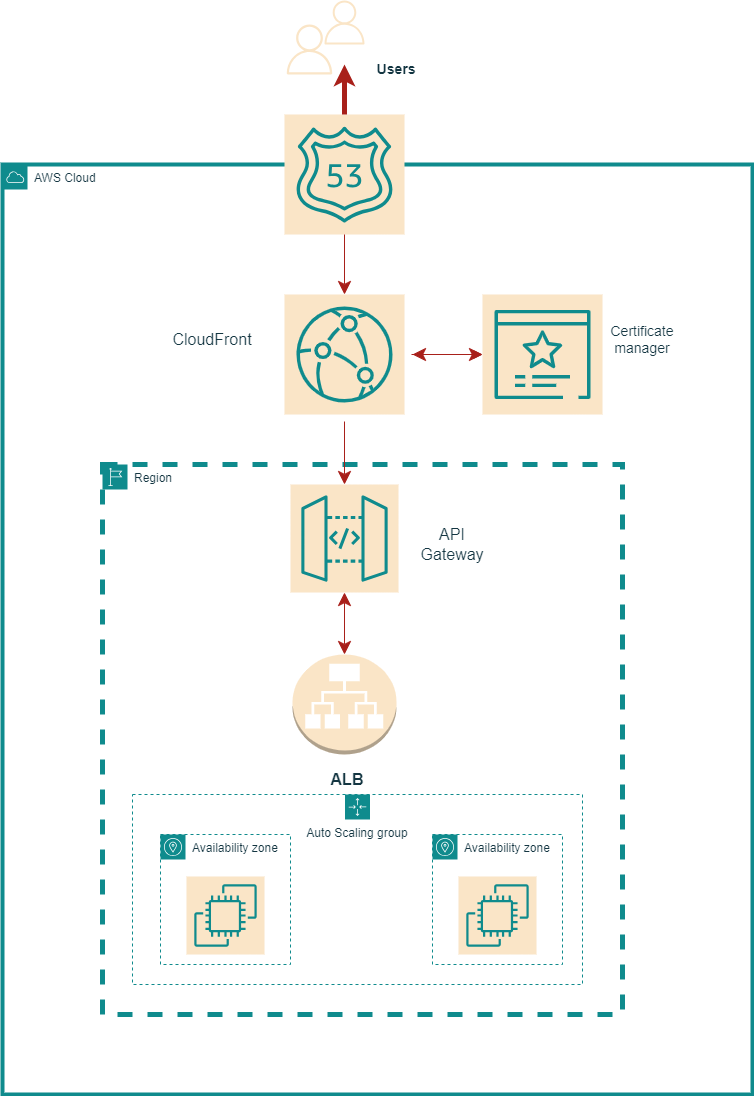 Users
53
AWS Cloud
CloudFront
Certificate
manager
Region
API
Gateway
ALB
Auto Scaling group
Availability zone
Availability zone